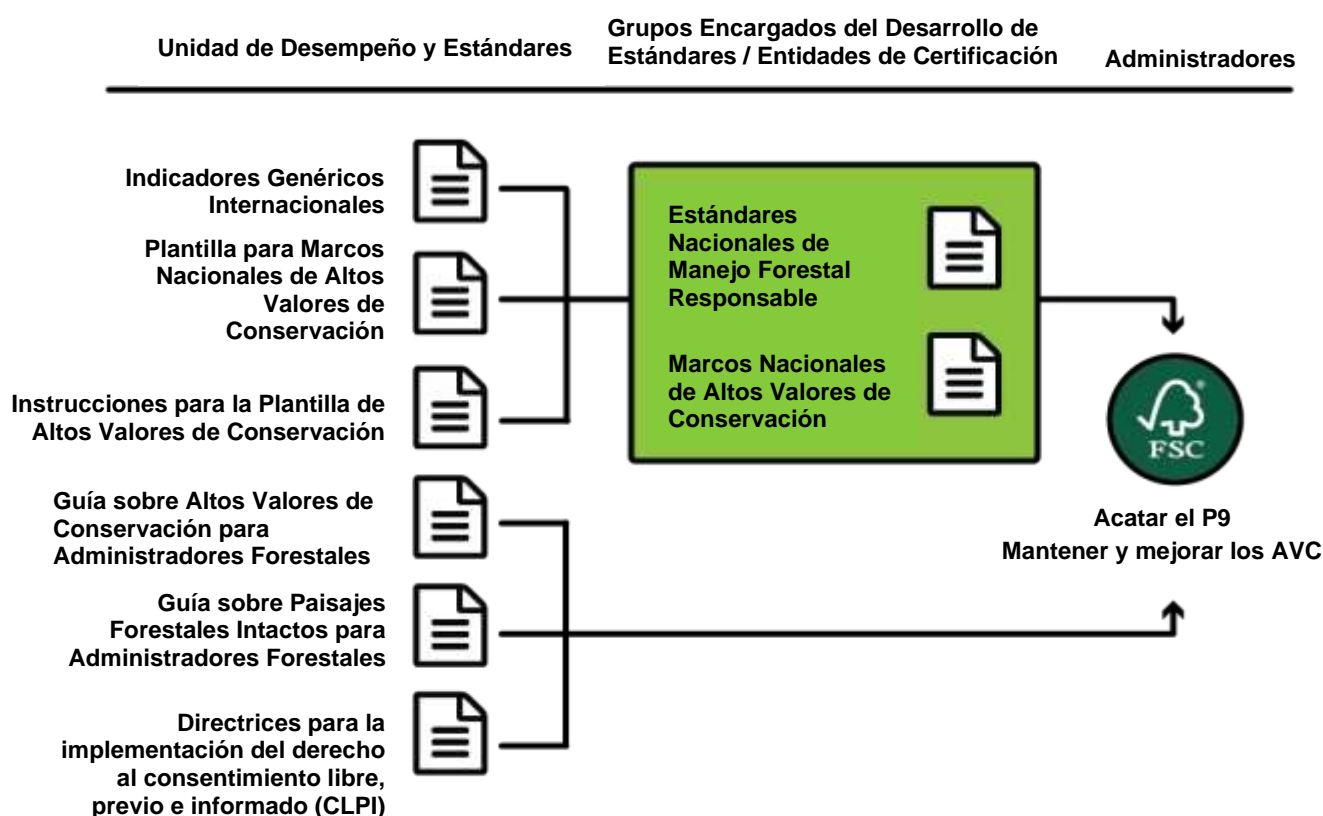 Unidad de Desempeño y Estándares
Grupos Encargados del Desarrollo de
Estándares / Entidades de Certificación
Administradores
Indicadores Genéricos
Internacionales
Plantilla para Marcos
Nacionales de Altos
Valores de
Conservación
Instrucciones para la Plantilla de
Altos Valores de Conservación
Guía sobre Altos Valores de
Conservación para
Administradores Forestales
Guía sobre Paisajes
Forestales Intactos para
Administradores Forestales
Directrices para la
implementación del derecho
al consentimiento libre,
previo e informado (CLPI)
Estándares
Nacionales de
Manejo Forestal
Responsable
Marcos Nacionales
de Altos Valores de
Conservación
®
FSC
Acatar el P9
Mantener y mejorar los AVC